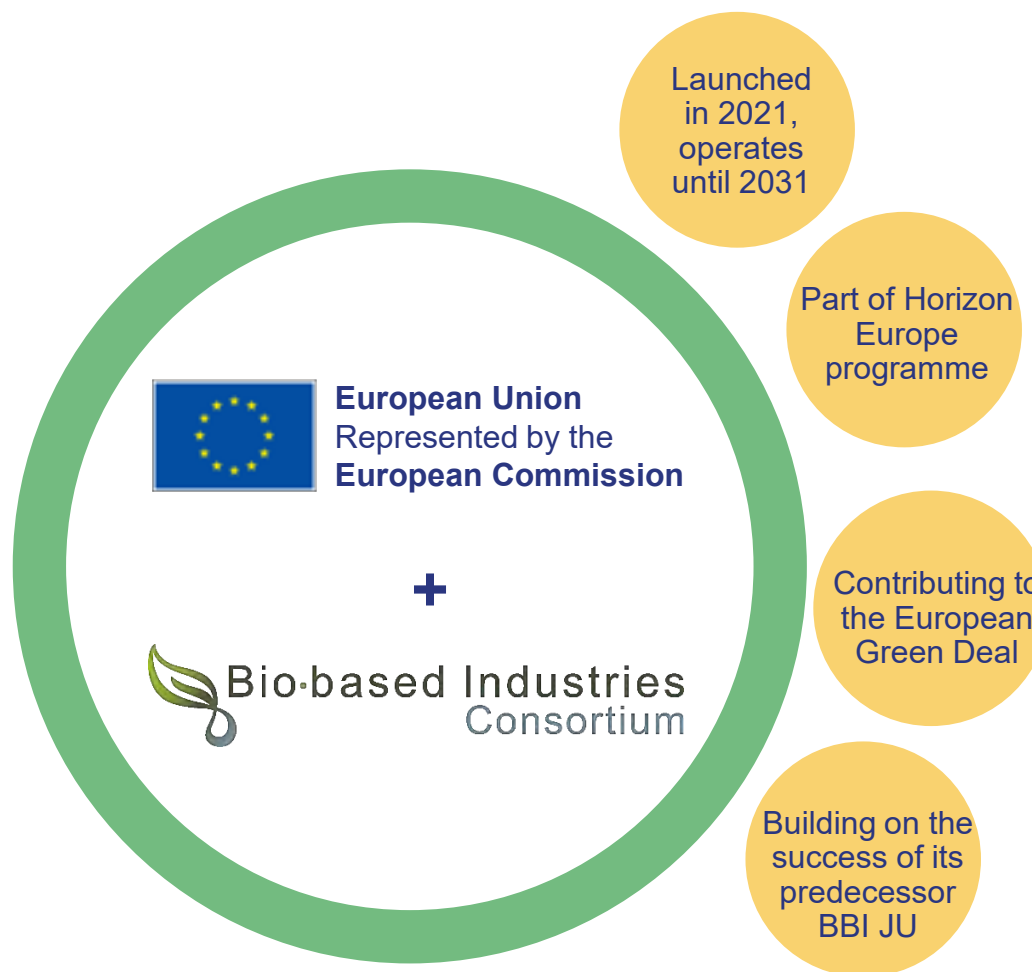 Launched
in 2021,
operates
until 2031
Part of Horizon
Europe
programme
European Union
Represented by the
European Commission
+
Bio·based Industries
Consortium
Contributing to
the European
Green Deal
Building on the
success of its
predecessor
BBI JU